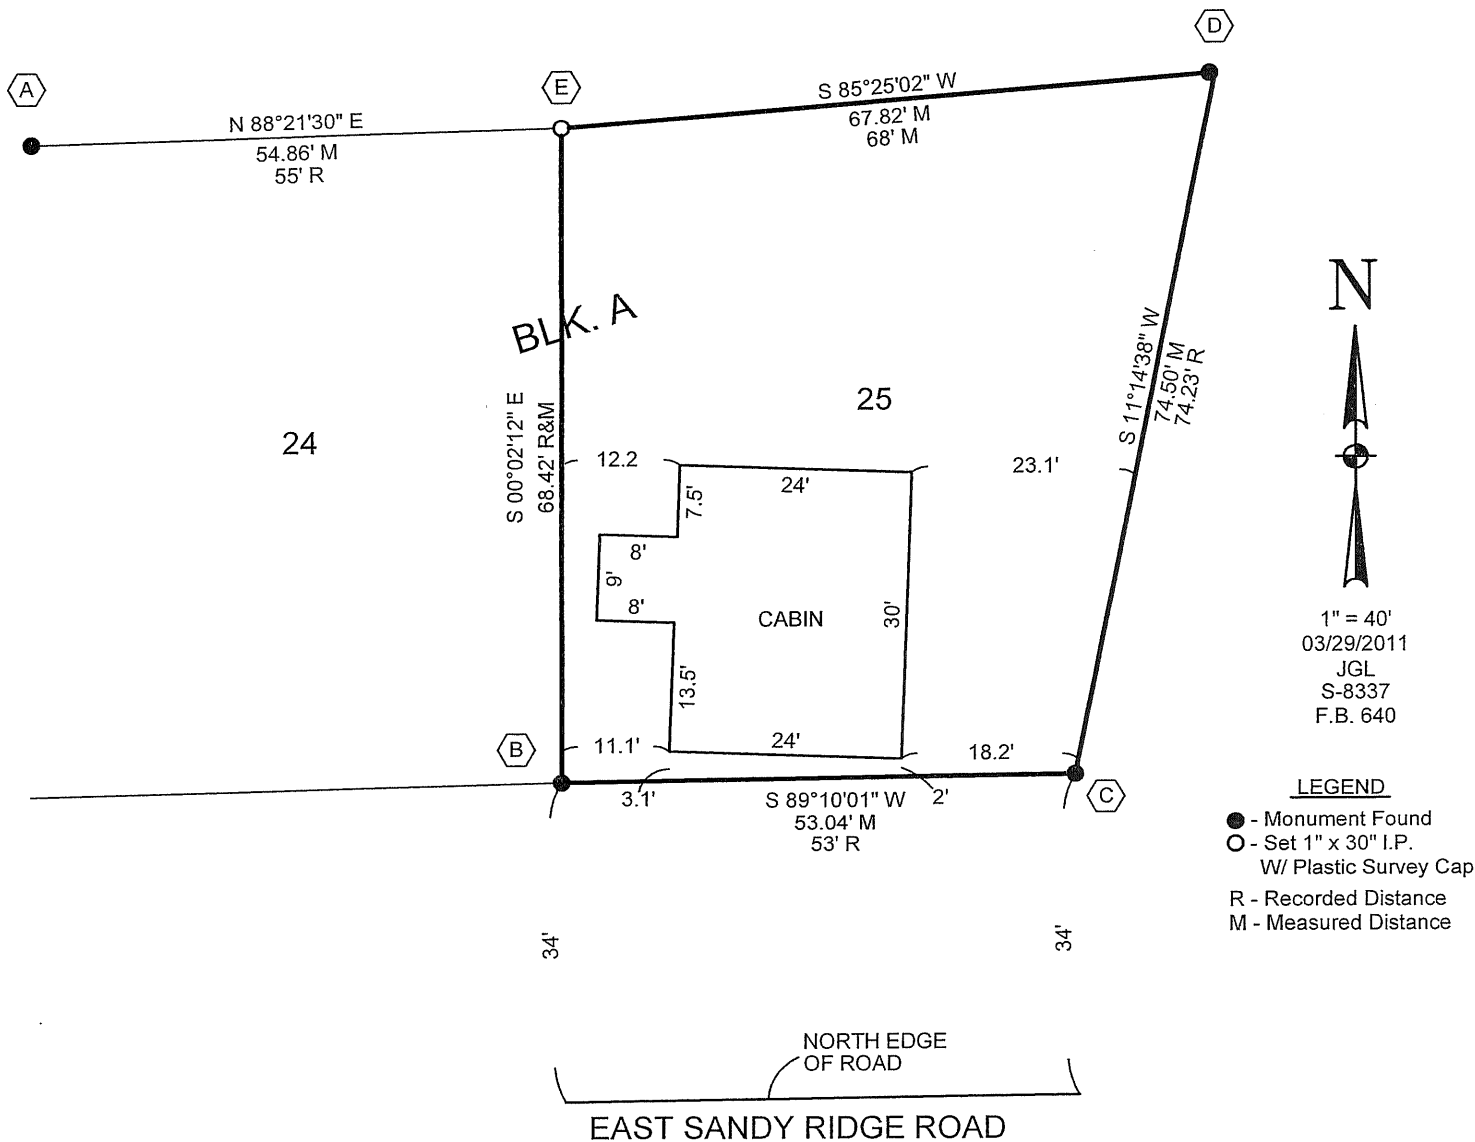 D
A
E
S 85°25'02" W
67.82' M
68' M
N 88°21'30" E
54.86' M
55' R
N
BLK. A
S 11°14'38" W
74.50' M
74.23' R
25
24
S 00°02'12" E
68.42' R&M
12.2
24'
23.1'
7.5'
8'
9'
8'
CABIN
30'
13.5'
1" = 40'
03/29/2011
JGL
S-8337
F.B. 640
B
11.1'
24'
18.2'
C
3.1'
S 89°10'01" W
2'
53.04' M
53' R
LEGEND
- Monument Found
- Set 1" x 30" I.P.
W/ Plastic Survey Cap
R - Recorded Distance
M - Measured Distance
34'
34'
NORTH EDGE
OF ROAD
EAST SANDY RIDGE ROAD